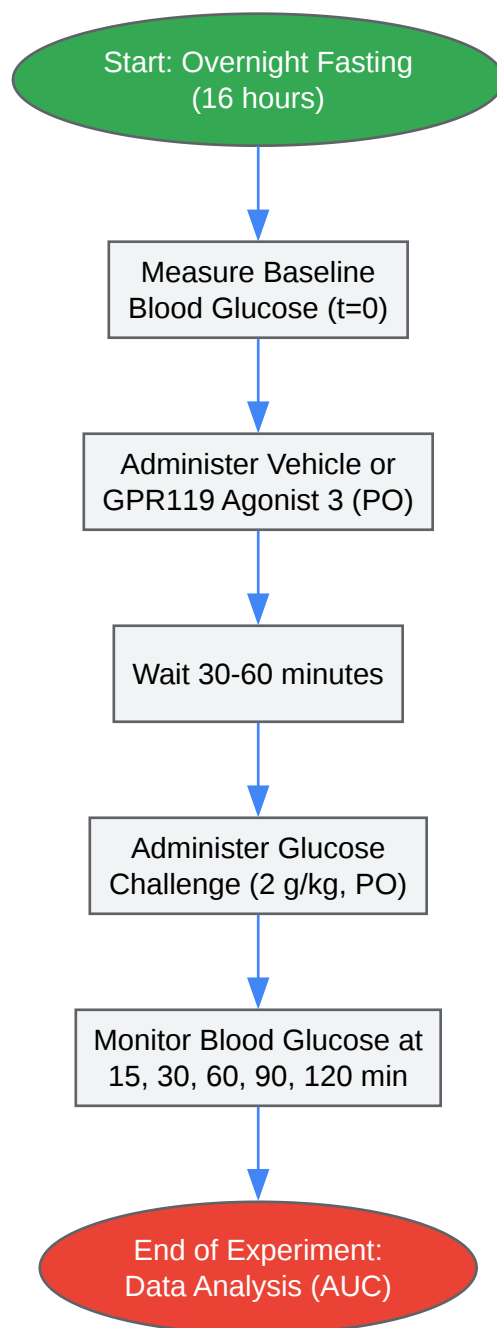 Start: Overnight Fasting
(16 hours)
Measure Baseline
Blood Glucose (t=0)
Administer Vehicle or
GPR119 Agonist 3 (PO)
Wait 30-60 minutes
Administer Glucose
Challenge (2 g/kg, PO)
Monitor Blood Glucose at
15, 30, 60, 90, 120 min
End of Experiment:
Data Analysis (AUC)